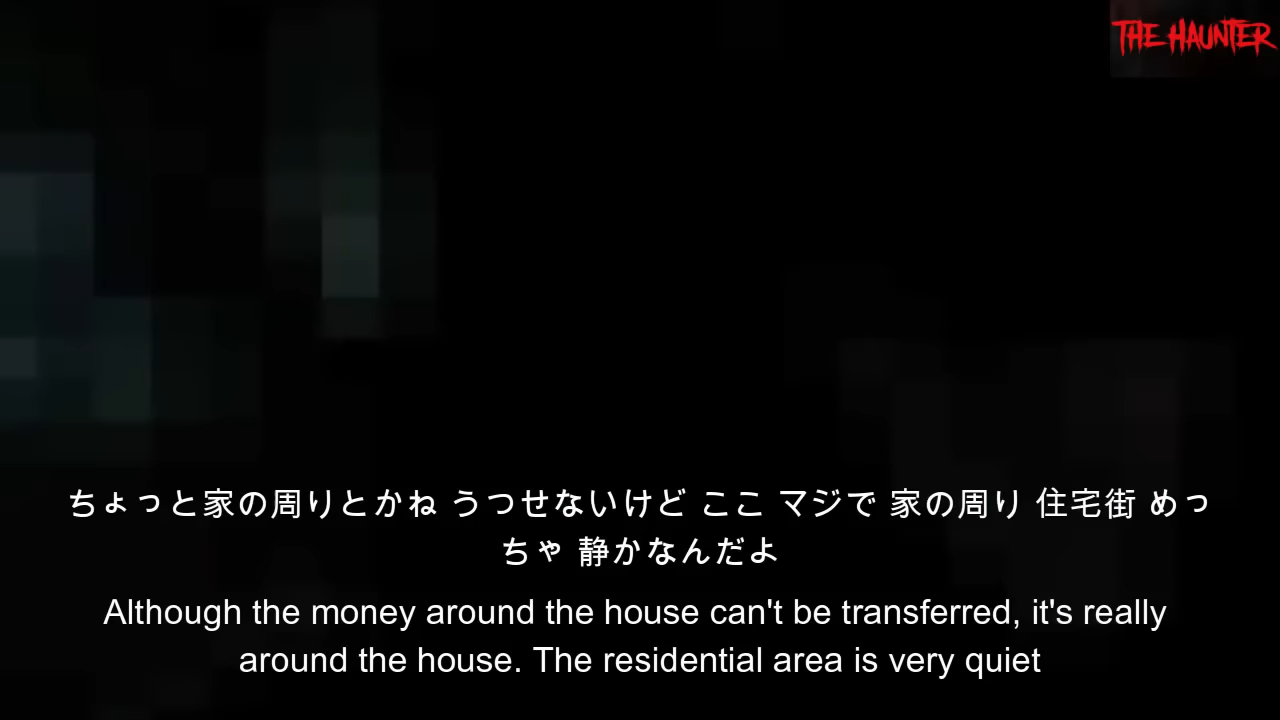 THE HAUNTER
ちょっと家の周りとかね うつせないけど ここ マジで 家の周り 住宅街 めっ
ちゃ 静かなんだよ
Although the money around the house can't be transferred, it's really
around the house. The residential area is very quiet